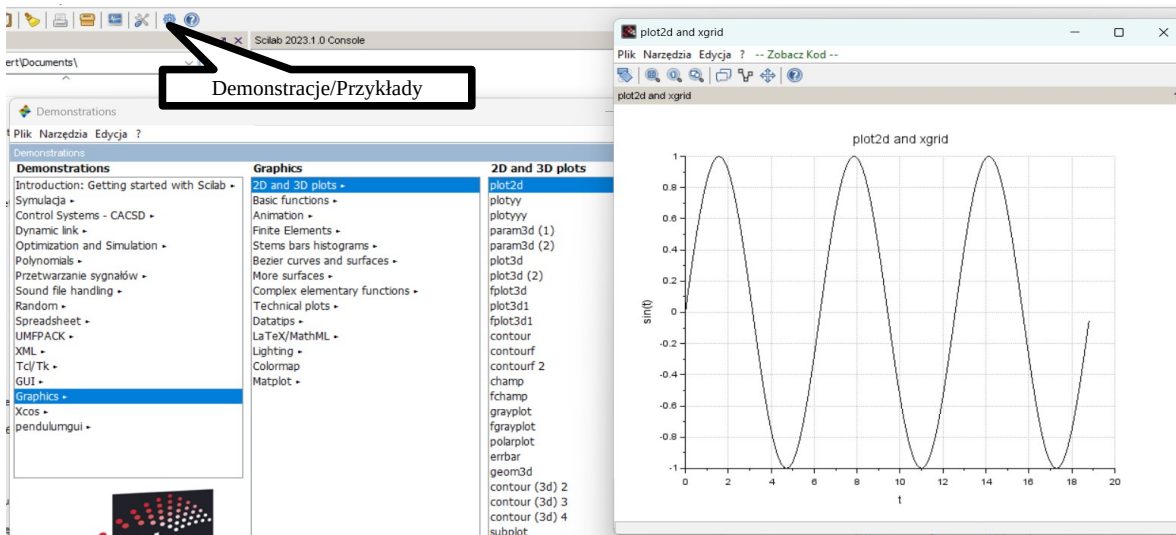 Scilab 2023.1.0 Console
ert\Documents\
Demonstracje/Przykłady
Demonstrations
Plik Narzędzia Edycja ?
Demonstrations
Demonstrations
Introduction: Getting started with Scilab
Symulacja
Control Systems - CACSD
Dynamic link
Optimization and Simulation
Polynomials
Przetwarzanie sygnałów
Sound file handling
Random
Spreadsheet
UMFPACK
XML
Tcl/Tk
GUI
Graphics
Xcos
pendulumgui
Graphics
2D and 3D plots
Basic functions
Animation
Finite Elements
Stems bars histograms
Bezier curves and surfaces
More surfaces
Complex elementary functions
Technical plots
Datatips
LaTeX/MathML
Lighting
Colormap
Matplot
2D and 3D plots
plot2d
plotyy
plotyyy
param3d (1)
param3d (2)
plot3d
plot3d (2)
fplot3d
plot3d1
fplot3d1
contour
contourf
contourf 2
champ
fchamp
grayplot
fgrayplot
polarplot
errbar
geom3d
contour (3d) 2
contour (3d) 3
contour (3d) 4
subplot
plot2d and xgrid
Plik Narzędzia Edycja ? -- Zobacz Kod --
plot2d and xgrid
plot2d and xgrid
1
0.8
0.6
0.4
0.2
0
-0.2
-0.4
-0.6
-0.8
-1
sin(t)
0 2 4 6 8 10 12 14 16 18 20
t